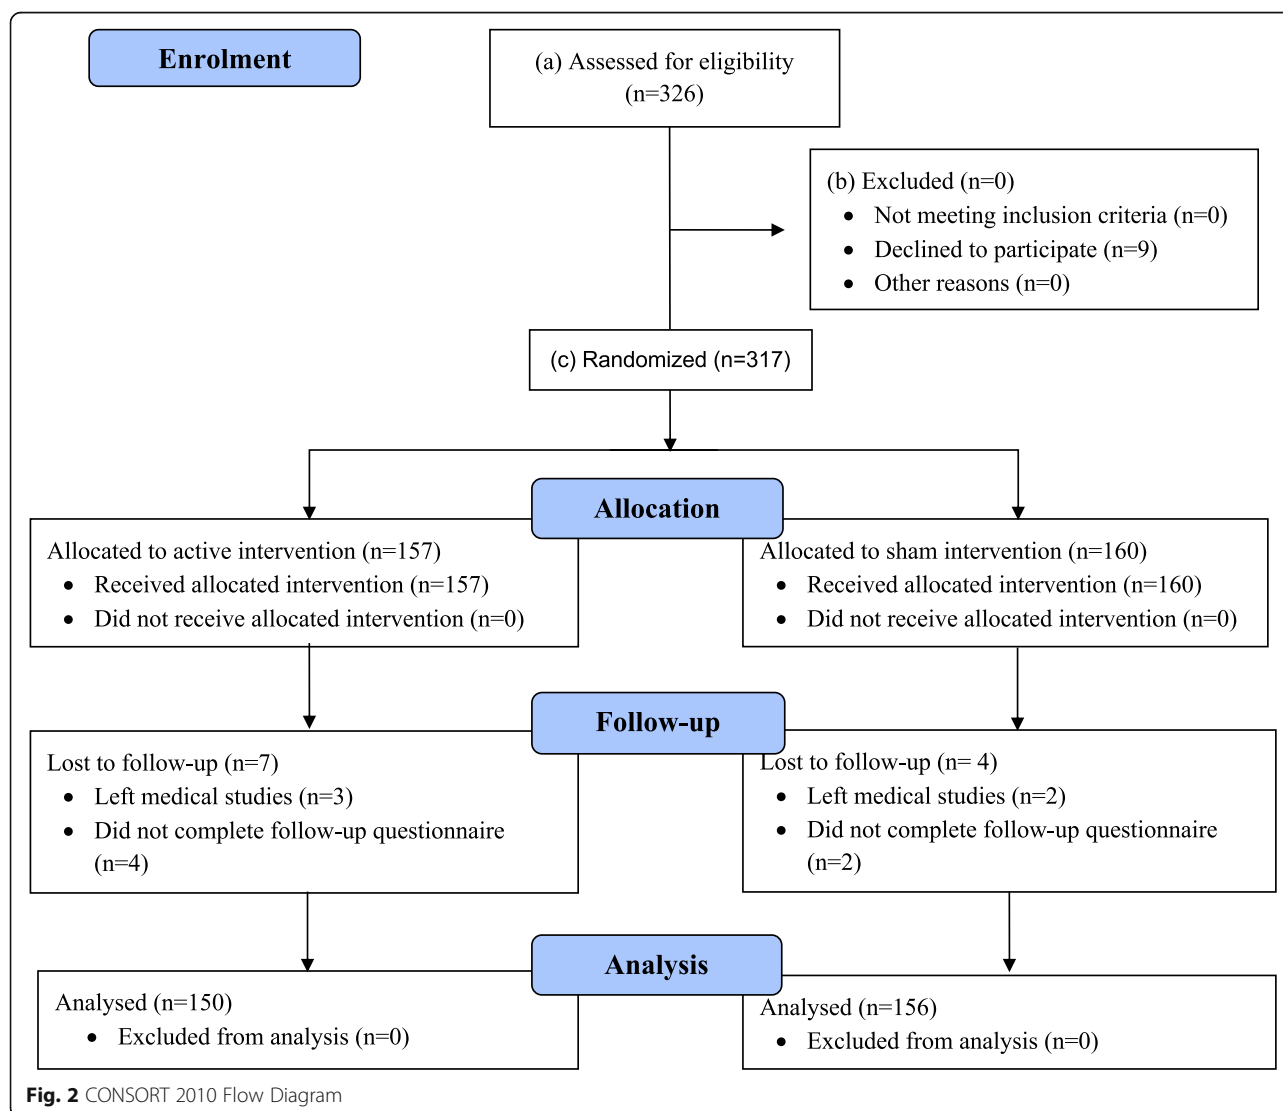 Enrolment
(a) Assessed for eligibility
(n=326)
(b) Excluded (n=0)
• Not meeting inclusion criteria (n=0)
• Declined to participate (n=9)
• Other reasons (n=0)
(c) Randomized (n=317)
Allocation
Allocated to active intervention (n=157)
• Received allocated intervention (n=157)
• Did not receive allocated intervention (n=0)
Allocated to sham intervention (n=160)
• Received allocated intervention (n=160)
• Did not receive allocated intervention (n=0)
Follow-up
Lost to follow-up (n=7)
• Left medical studies (n=3)
• Did not complete follow-up questionnaire
(n=4)
Lost to follow-up (n= 4)
• Left medical studies (n=2)
• Did not complete follow-up questionnaire
(n=2)
Analysis
Analysed (n=150)
• Excluded from analysis (n=0)
Analysed (n=156)
• Excluded from analysis (n=0)
Fig. 2 CONSORT 2010 Flow Diagram